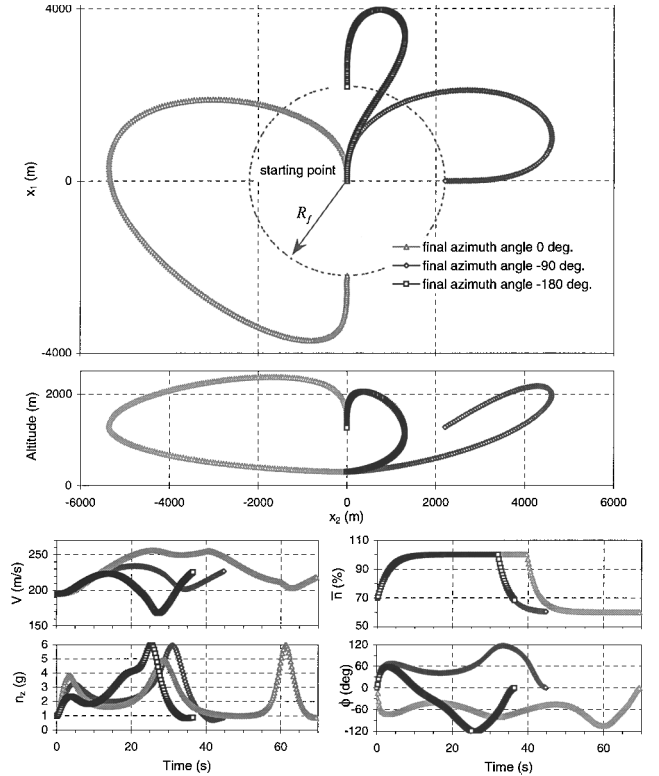 4000
x₁ (m)
starting point
0
R_f
final azimuth angle 0 deg.
final azimuth angle -90 deg.
final azimuth angle -180 deg.
-4000
Altitude (m)
2000
0
-6000 -4000 -2000 0 2000 4000 6000
x₂ (m)
V (m/s)
250
200
150
n̅ (%)
110
90
70
50
n_z (g)
6
5
4
3
2
1
0
0 20 40 60
Time (s)
ϕ (deg)
120
60
0
-60
-120
0 20 40 60
Time (s)